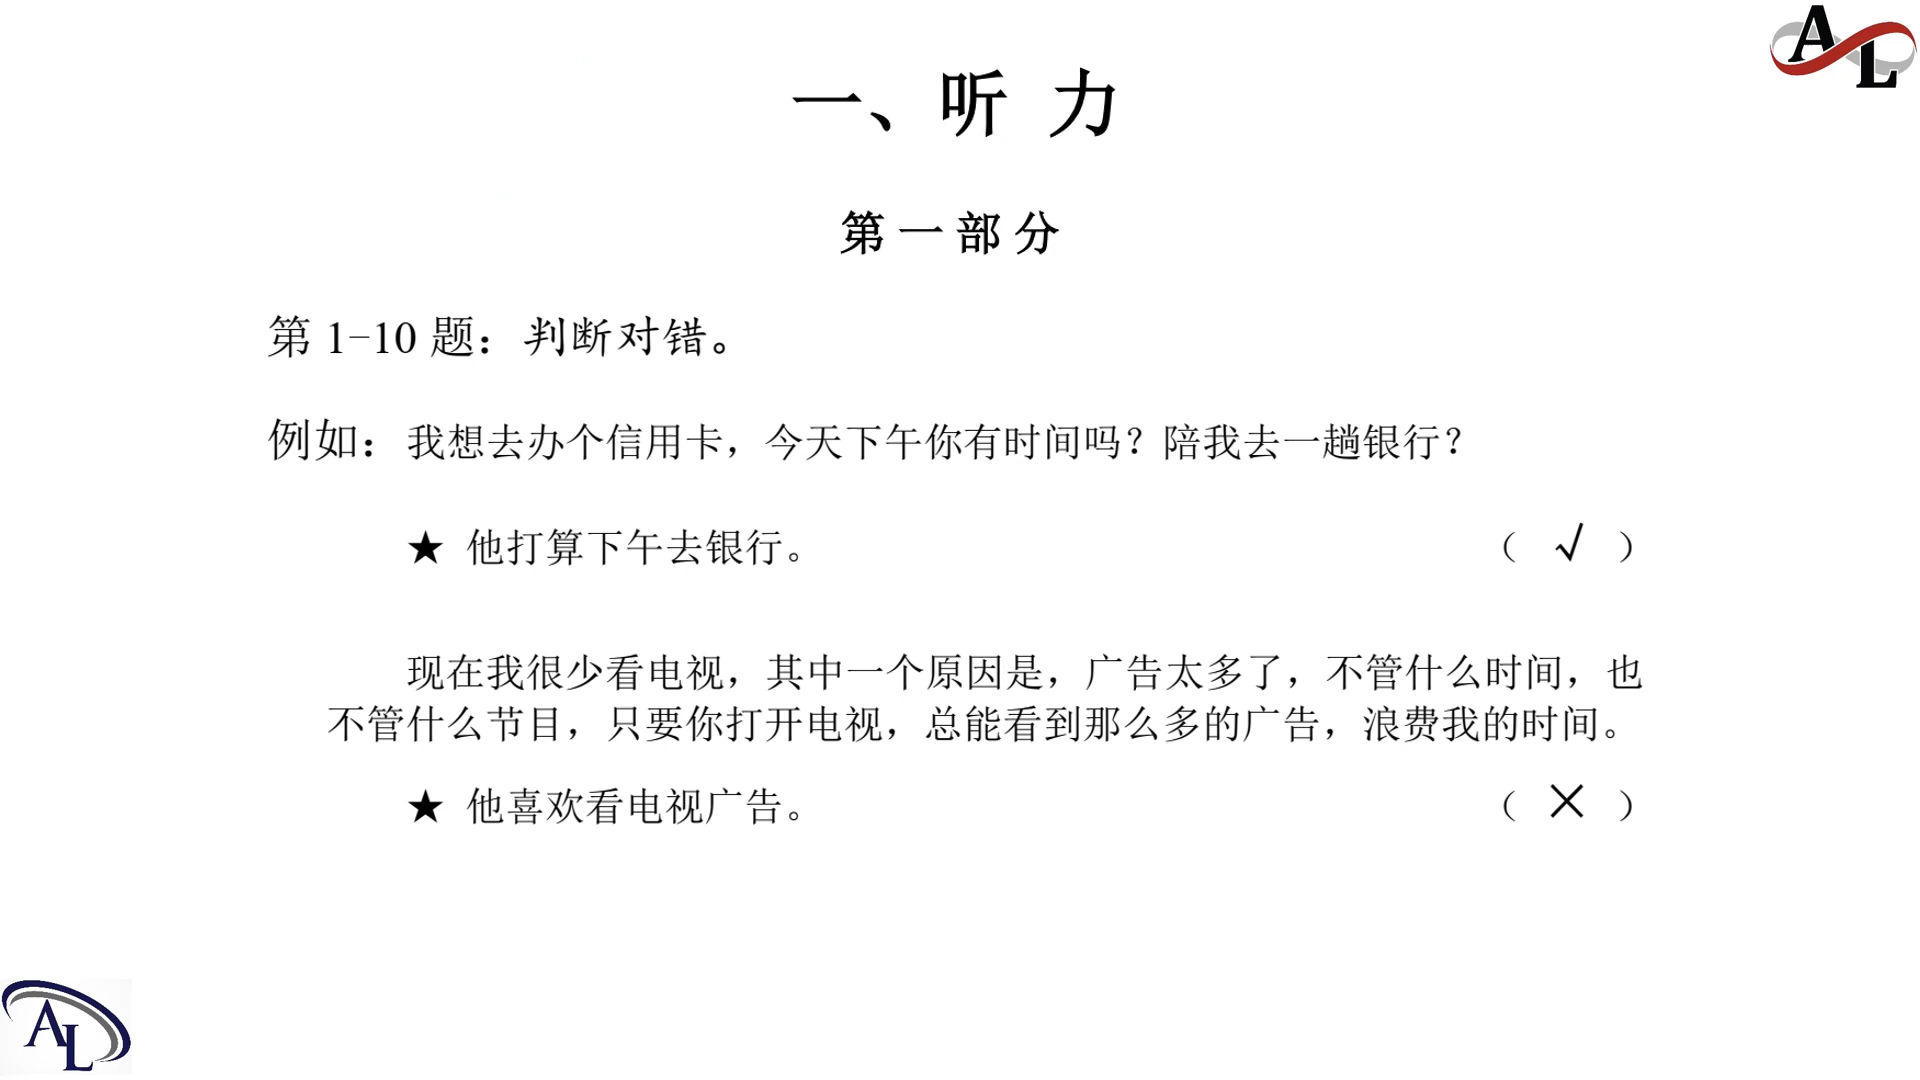 AL
一、听 力
第一部分
第 1-10 题：判断对错。
例如：我想去办个信用卡，今天下午你有时间吗？陪我去一趟银行？
★ 他打算下午去银行。 （ √ ）
现在我很少看电视，其中一个原因是，广告太多了，不管什么时间，也
不管什么节目，只要你打开电视，总能看到那么多的广告，浪费我的时间。
★ 他喜欢看电视广告。 （ × ）
AL